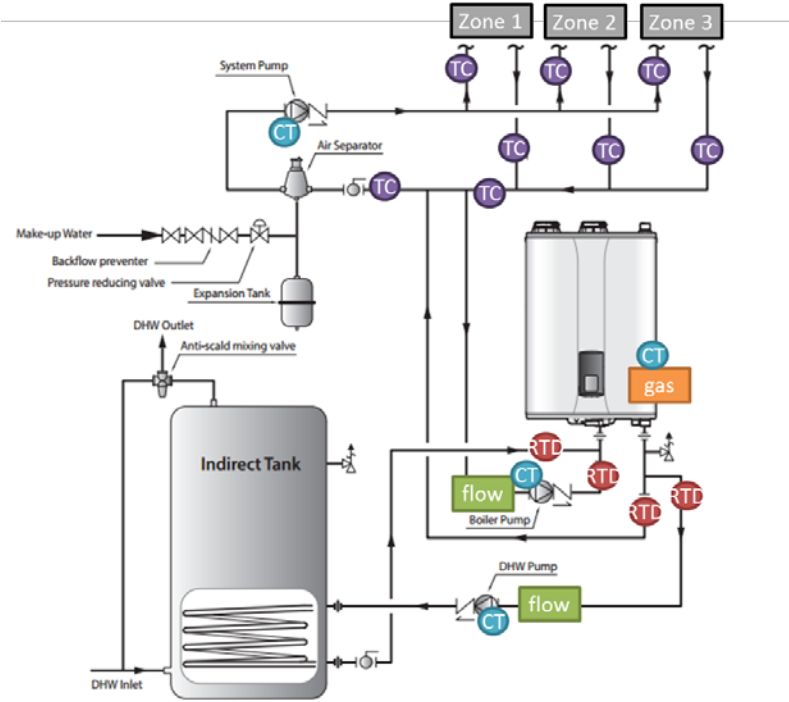 Zone 1
Zone 2
Zone 3
TC
TC
TC
System Pump
CT
Air Separator
TC
TC
TC
TC
TC
Make-up Water
Backflow preventer
Pressure reducing valve
Expansion Tank
DHW Outlet
Anti-scald mixing valve
CT
gas
Indirect Tank
RTD
CT
RTD
flow
RTD
RTD
Boiler Pump
DHW Pump
flow
CT
DHW Inlet